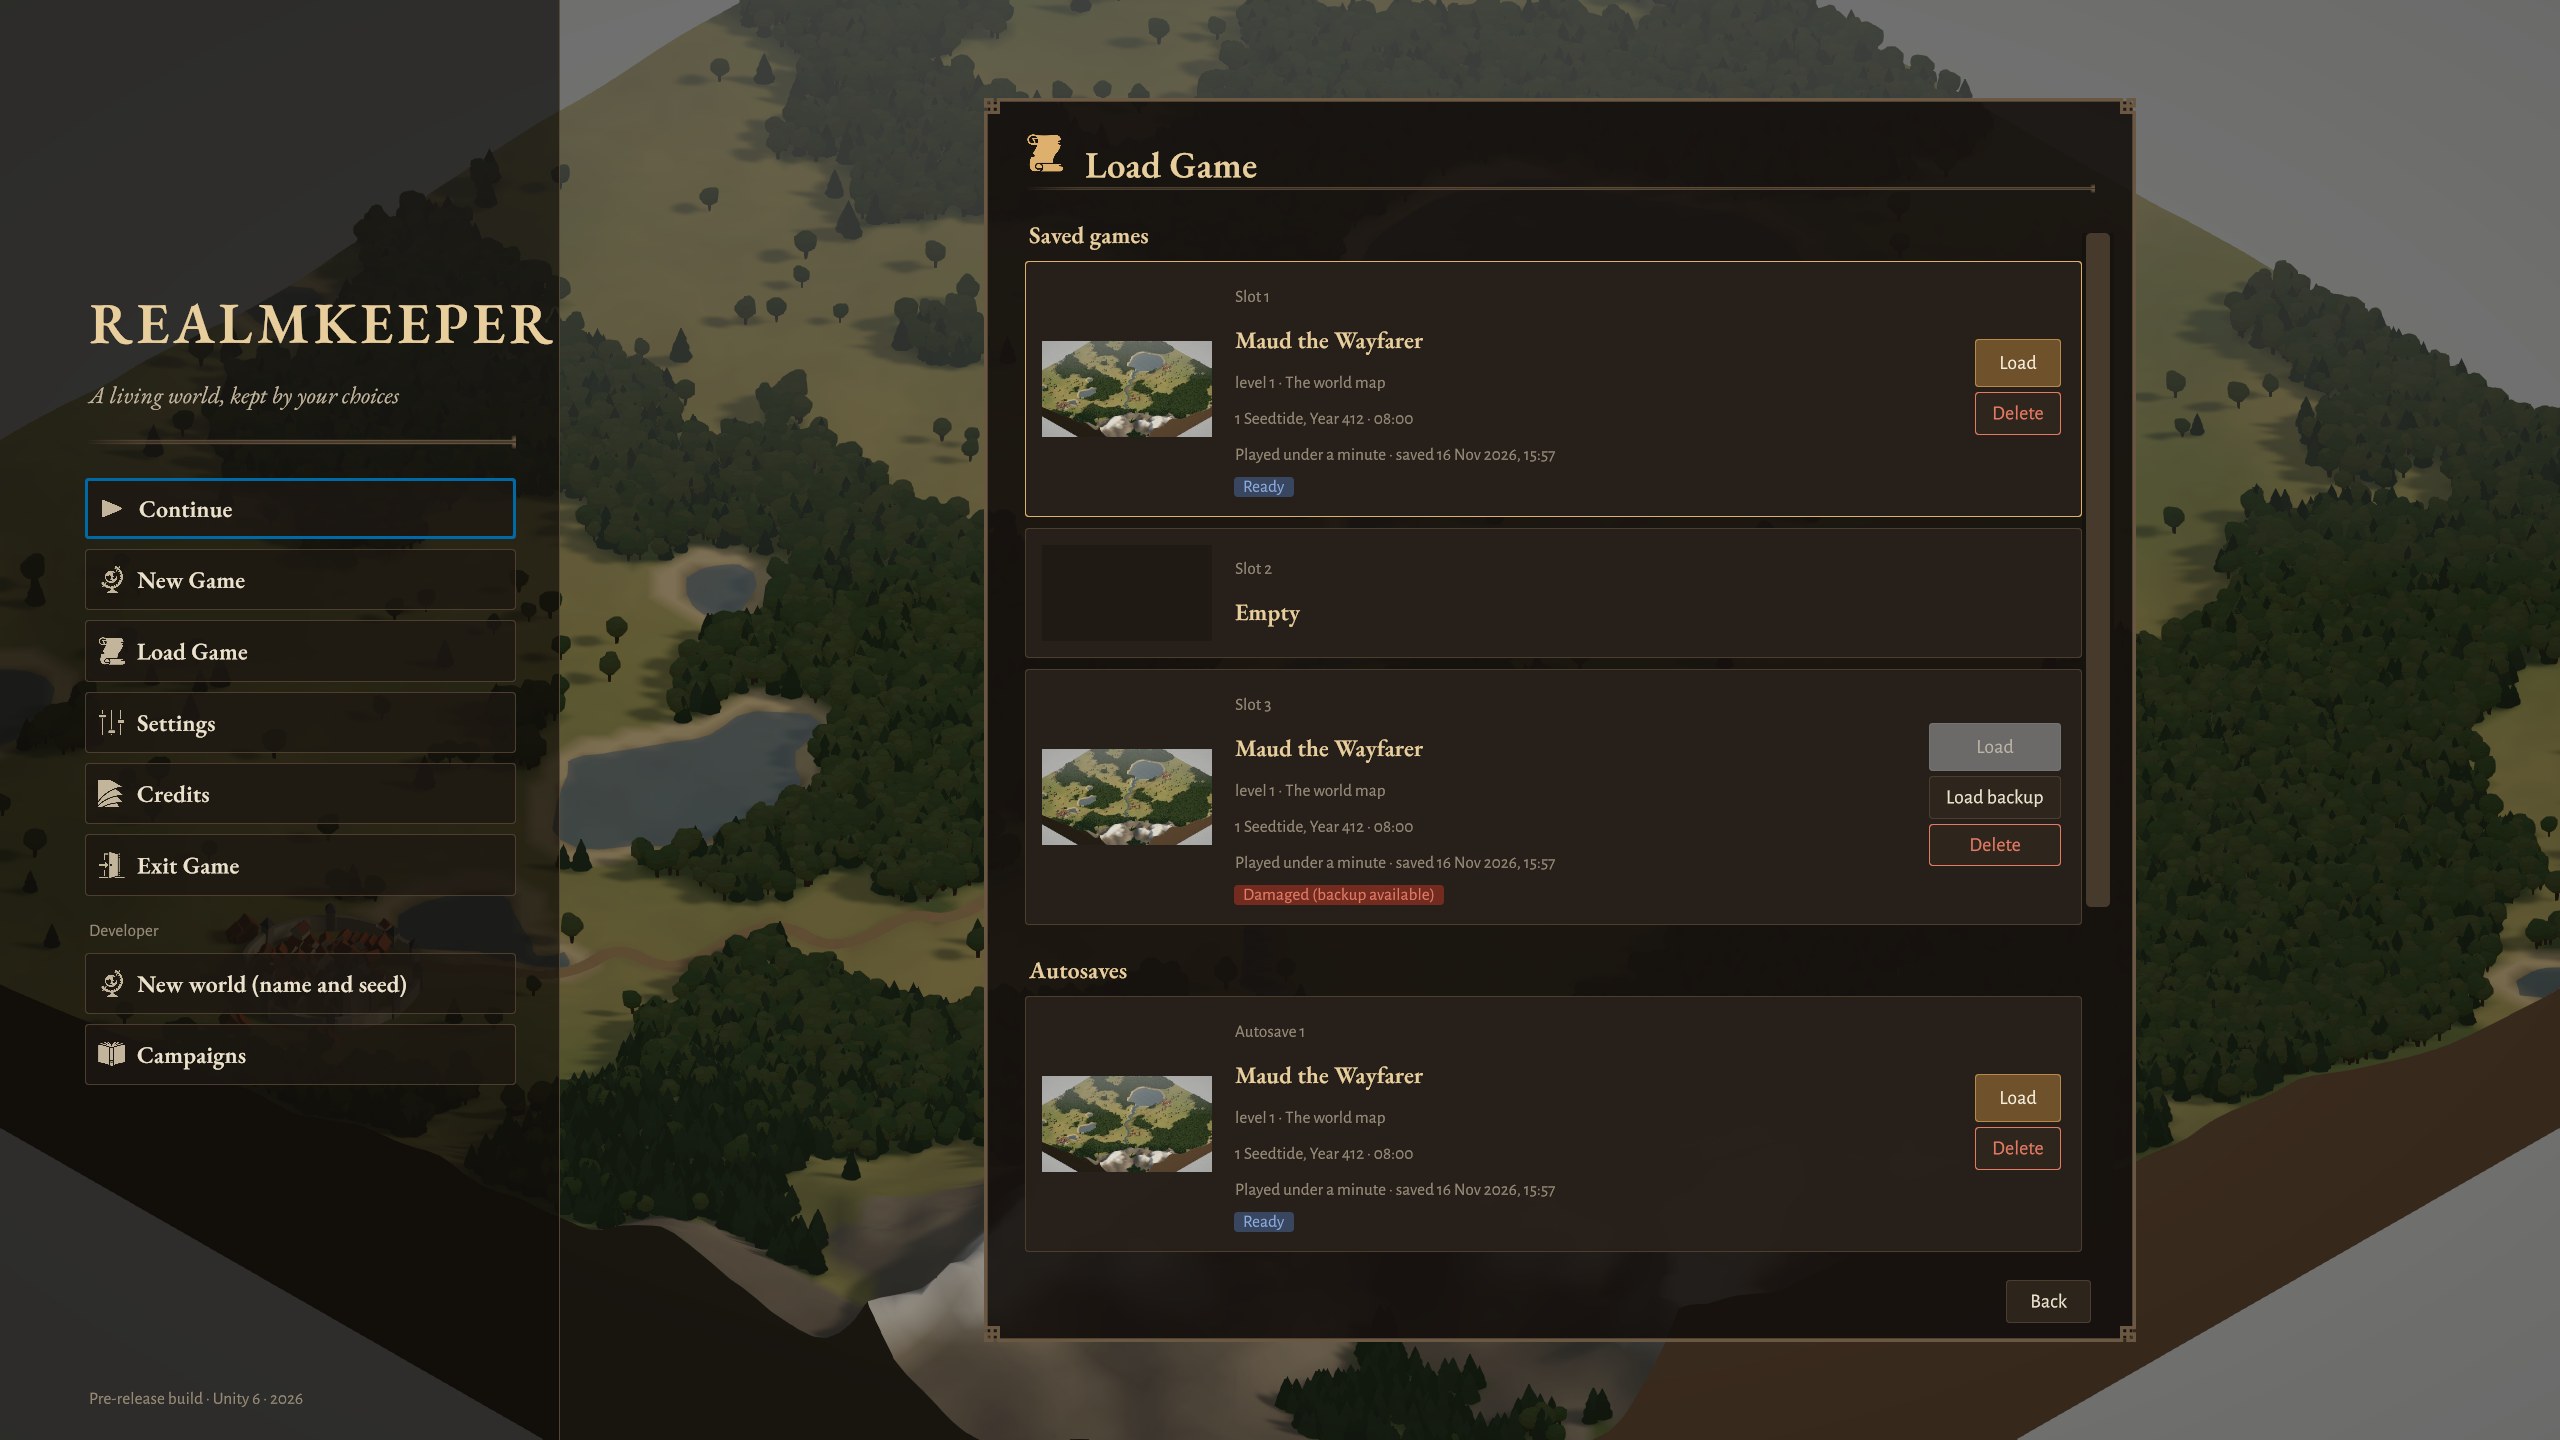 REALMKEEPER
A living world, kept by your choices
Continue
New Game
Load Game
Settings
Credits
Exit Game
Developer
New world (name and seed)
Campaigns
Pre-release build · Unity 6 · 2026
Load Game
Saved games
Slot 1
Maud the Wayfarer
level 1 · The world map
1 Seedtide, Year 412 · 08:00
Played under a minute · saved 16 Nov 2026, 15:57
Ready
Load
Delete
Slot 2
Empty
Slot 3
Maud the Wayfarer
level 1 · The world map
1 Seedtide, Year 412 · 08:00
Played under a minute · saved 16 Nov 2026, 15:57
Damaged (backup available)
Load
Load backup
Delete
Autosaves
Autosave 1
Maud the Wayfarer
level 1 · The world map
1 Seedtide, Year 412 · 08:00
Played under a minute · saved 16 Nov 2026, 15:57
Ready
Load
Delete
Back